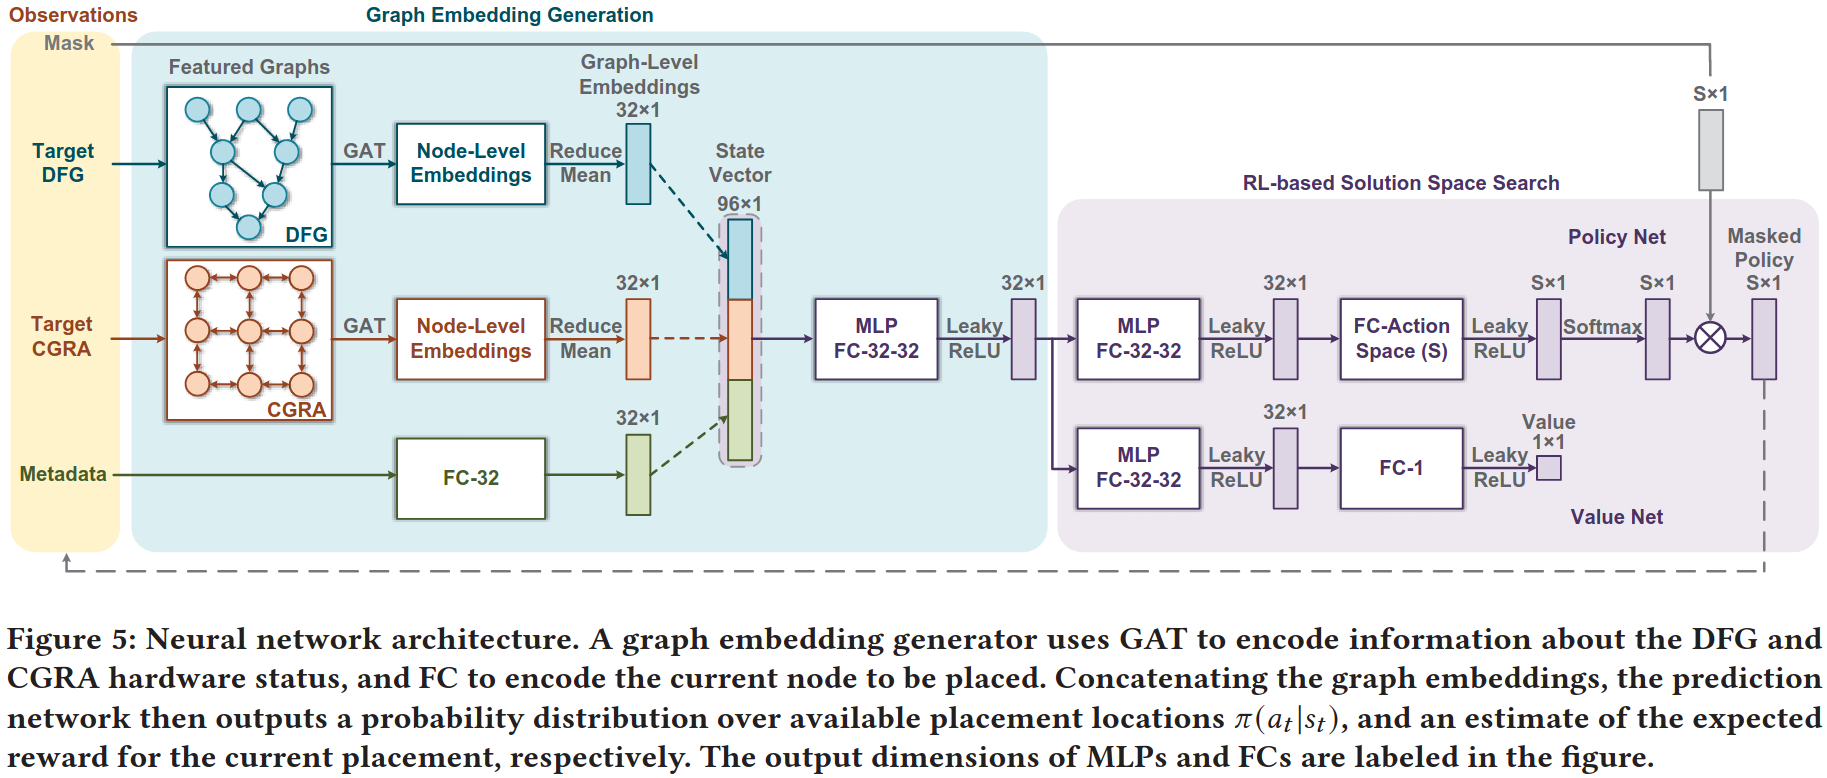 Observations
Graph Embedding Generation
Mask
Featured Graphs
Graph-Level
Embeddings
32×1
S×1
Target
DFG
DFG
GAT
Node-Level
Embeddings
Reduce
Mean
State
Vector
96×1
RL-based Solution Space Search
Policy Net
Masked
Policy
S×1
Target
CGRA
CGRA
GAT
Node-Level
Embeddings
Reduce
Mean
32×1
MLP
FC-32-32
Leaky
ReLU
32×1
MLP
FC-32-32
Leaky
ReLU
32×1
FC-Action
Space (S)
Leaky
ReLU
S×1
Softmax
S×1
Metadata
FC-32
32×1
MLP
FC-32-32
Leaky
ReLU
32×1
FC-1
Leaky
ReLU
Value
1×1
Value Net
Figure 5: Neural network architecture. A graph embedding generator uses GAT to encode information about the DFG and
CGRA hardware status, and FC to encode the current node to be placed. Concatenating the graph embeddings, the prediction
network then outputs a probability distribution over available placement locations π(aₜ|sₜ), and an estimate of the expected
reward for the current placement, respectively. The output dimensions of MLPs and FCs are labeled in the figure.